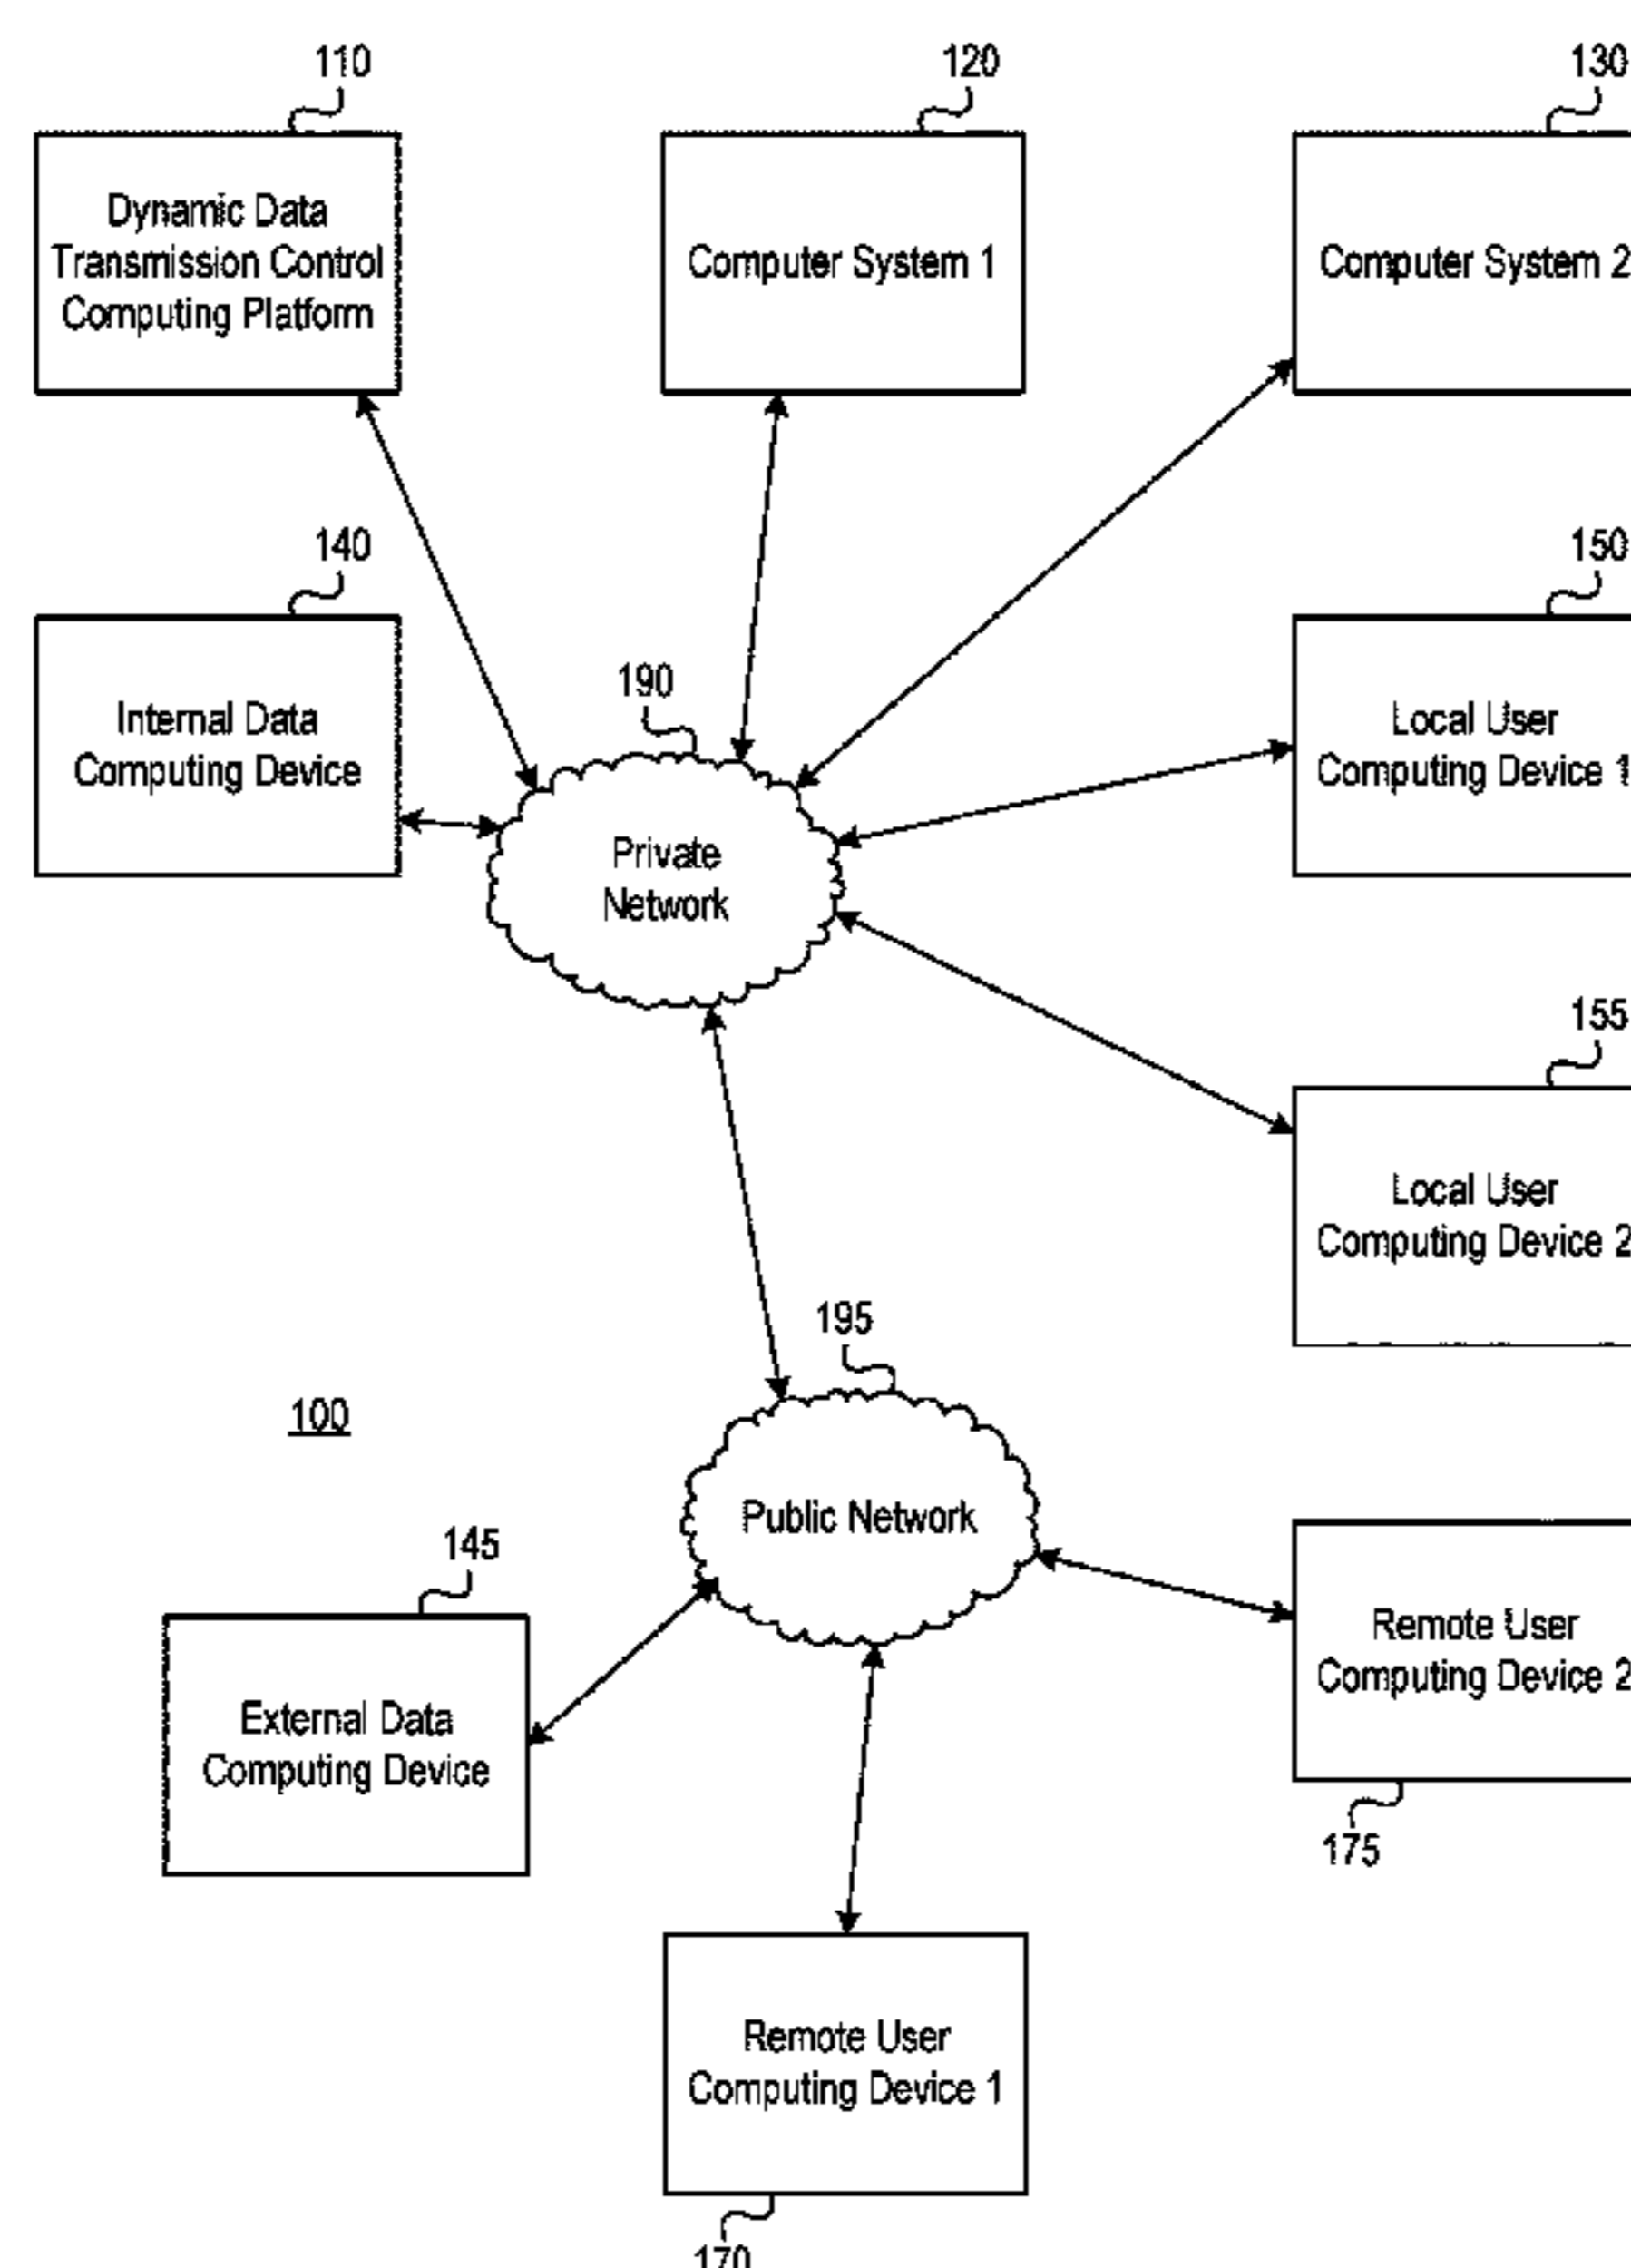 110
120
130
Dynamic Data
Transmission Control
Computing Platform
Computer System 1
Computer System 2
140
150
Internal Data
Computing Device
Local User
Computing Device 1
190
Private
Network
155
Local User
Computing Device 2
195
100
Public Network
145
External Data
Computing Device
Remote User
Computing Device 2
175
Remote User
Computing Device 1
170